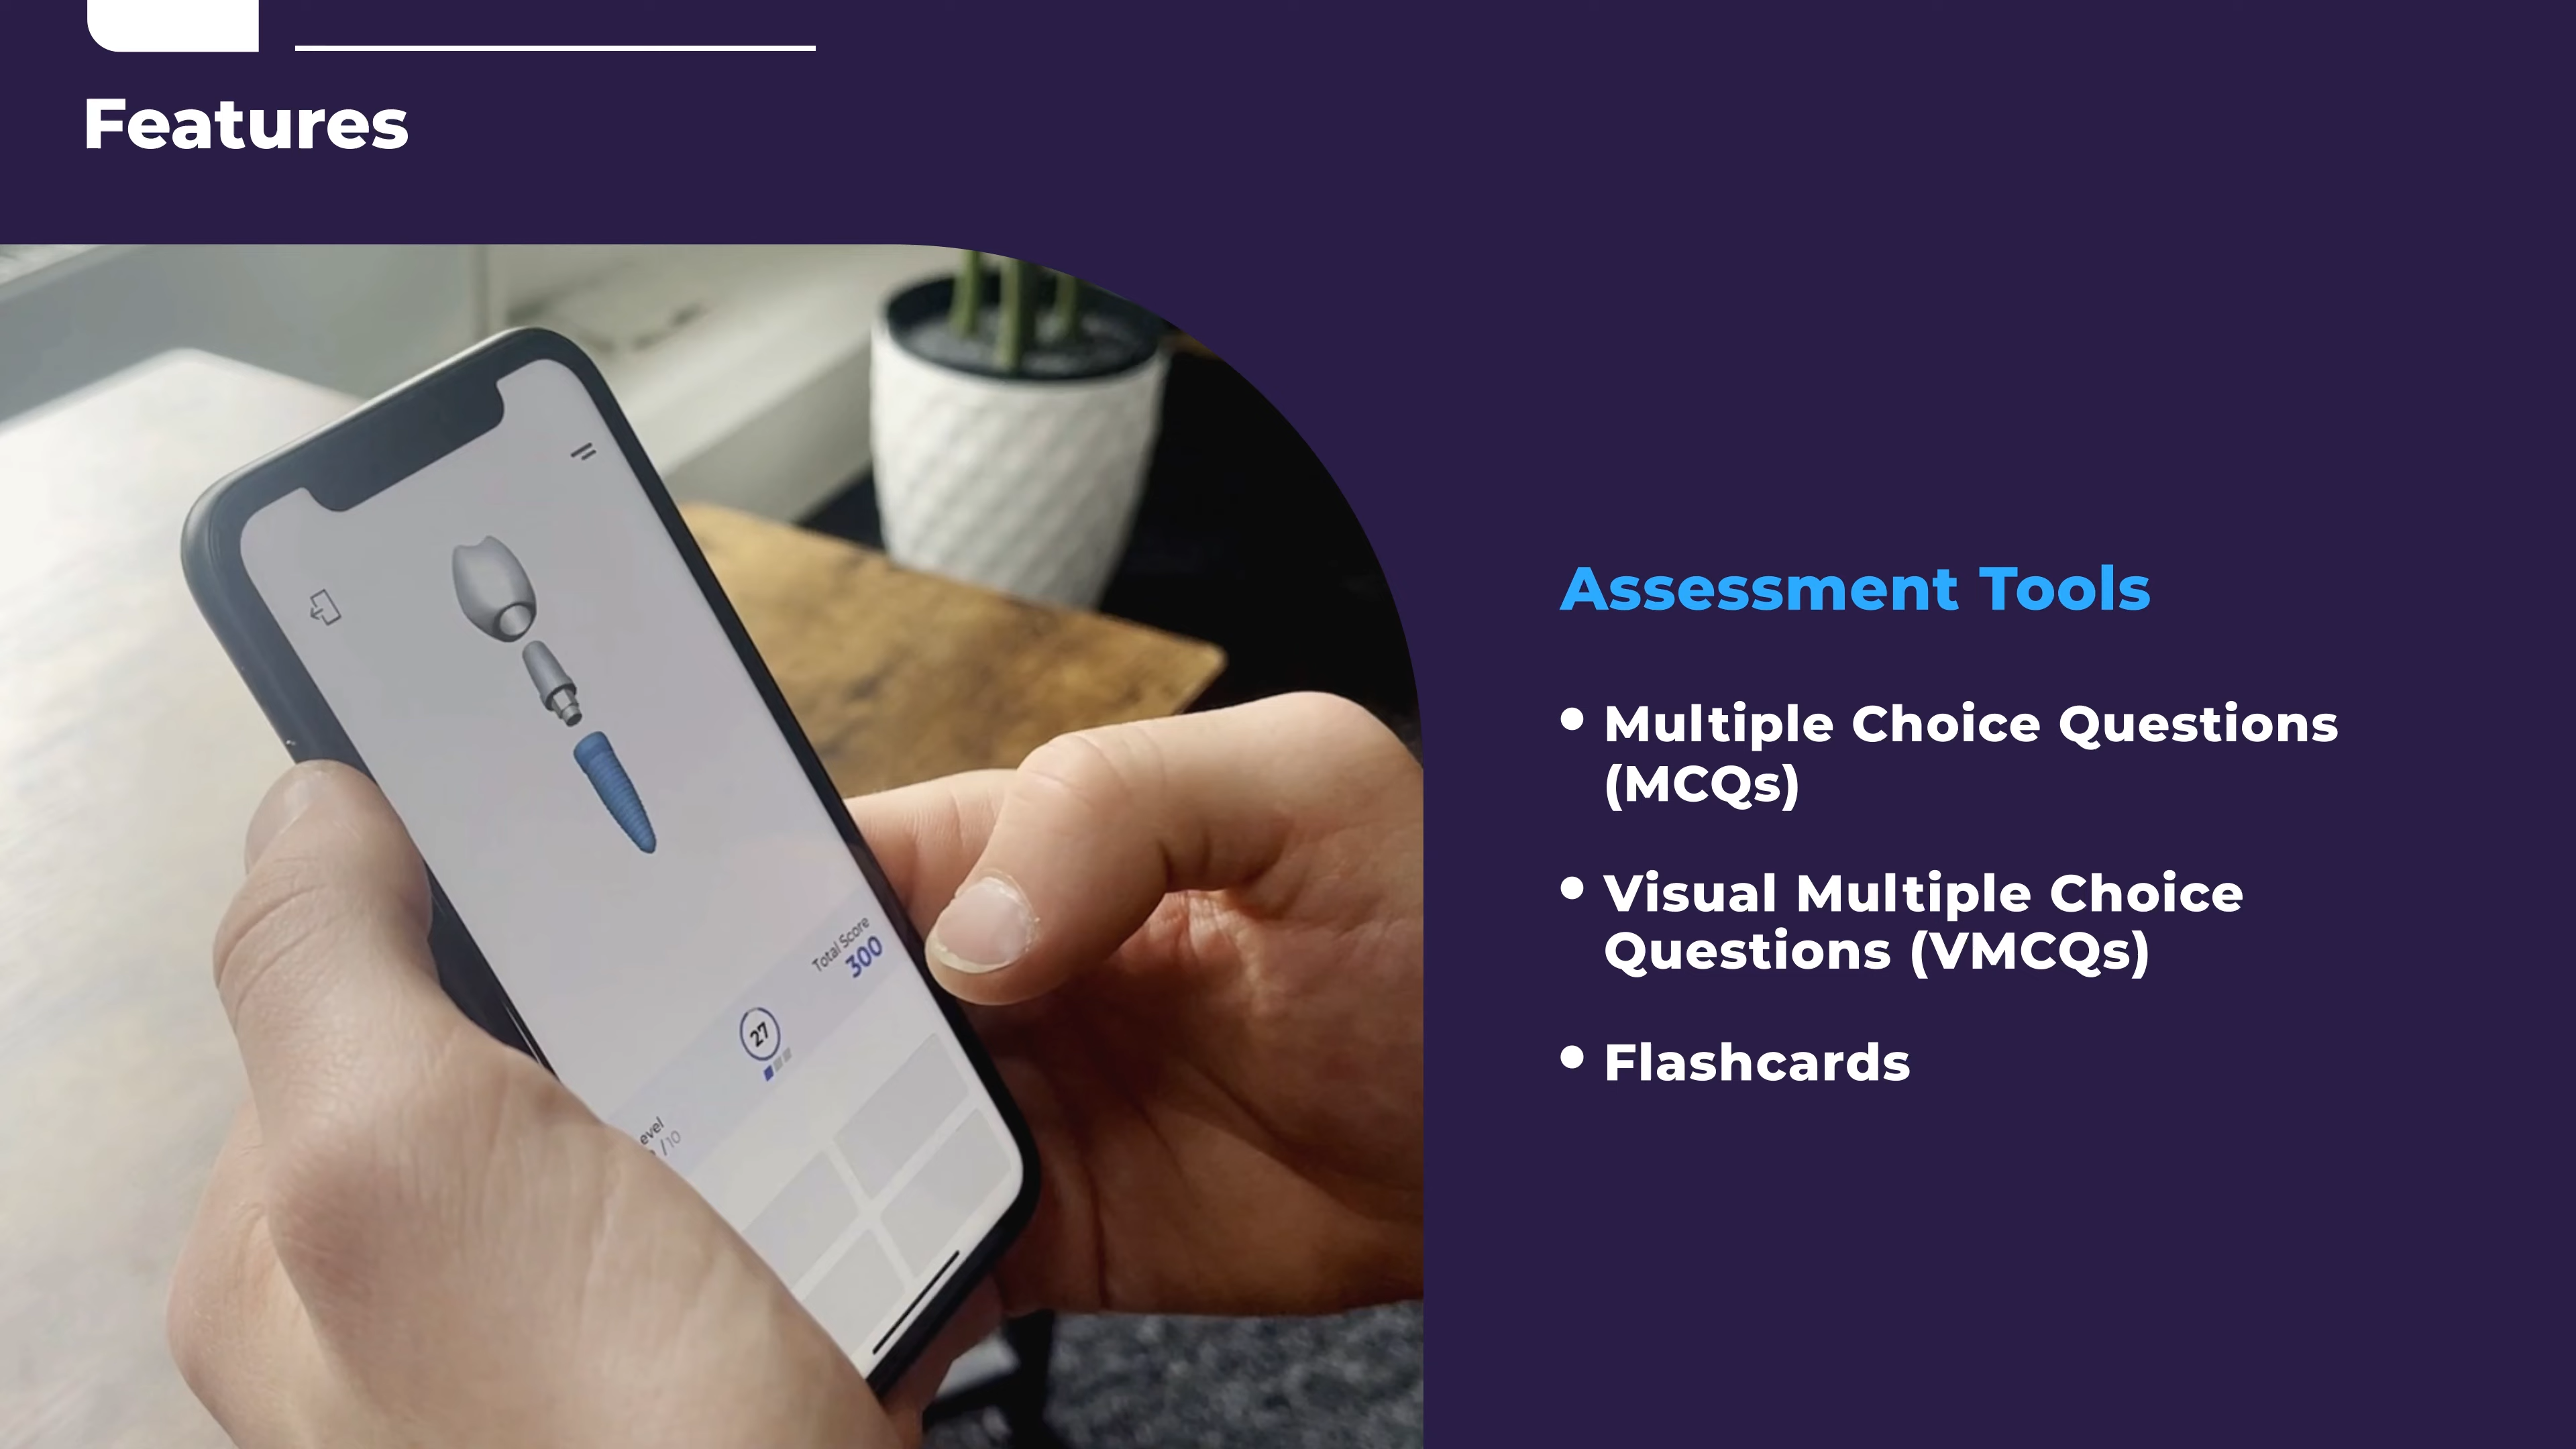 Features
Total Score
300
27
/10
Assessment Tools
• Multiple Choice Questions
(MCQs)
• Visual Multiple Choice
Questions (VMCQs)
• Flashcards